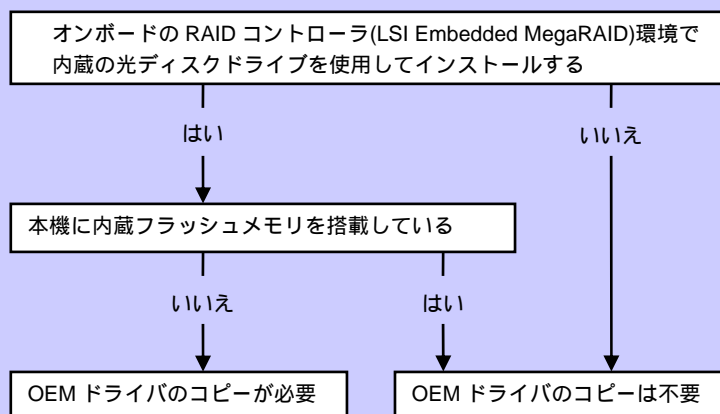 オンボードの RAID コントローラ(LSI Embedded MegaRAID)環境で
内蔵の光ディスクドライブを使用してインストールする
はい
いいえ
本機に内蔵フラッシュメモリを搭載している
いいえ
はい
OEM ドライバのコピーが必要
OEM ドライバのコピーは不要